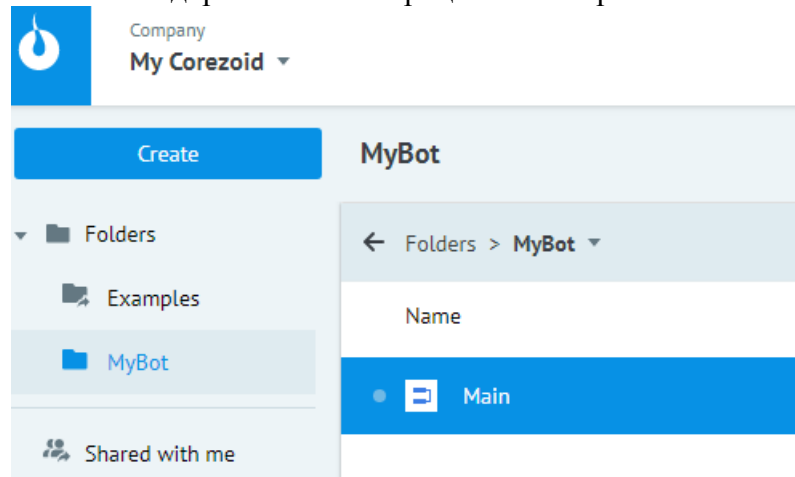 Company
My Corezoid
Create
MyBot
Folders
Folders > MyBot
Examples
Name
MyBot
Main
Shared with me